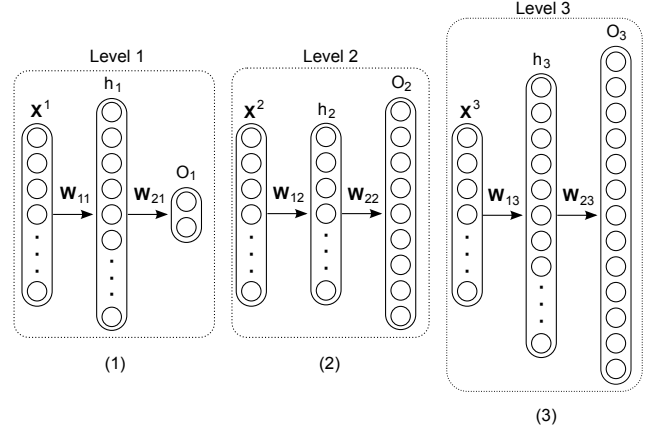 Level 1
X¹
h₁
O₁
W₁₁
W₂₁
(1)
Level 2
X²
h₂
O₂
W₁₂
W₂₂
(2)
Level 3
X³
h₃
O₃
W₁₃
W₂₃
(3)